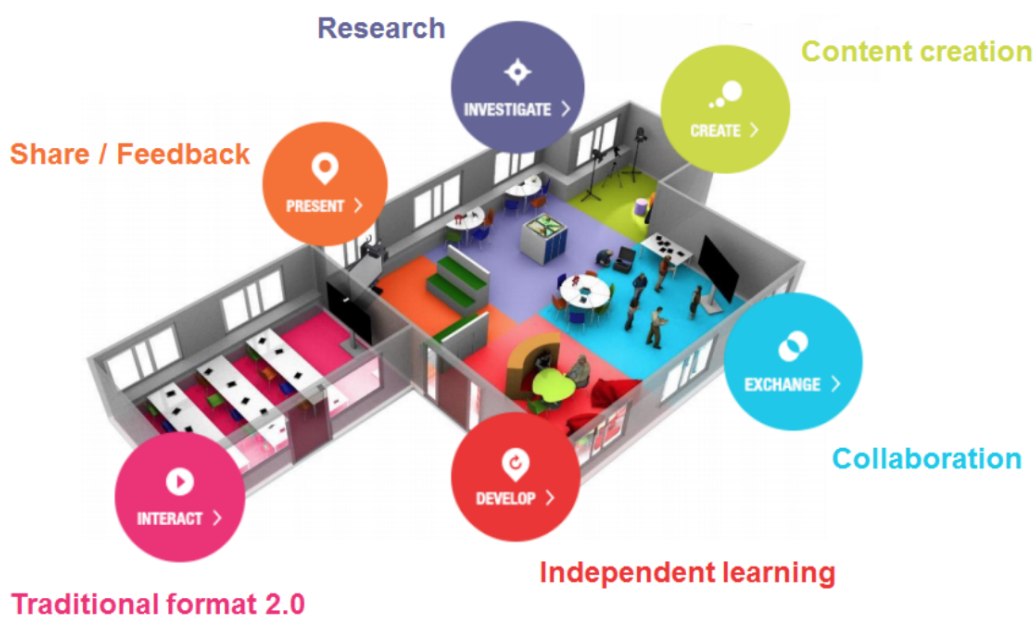 Research
Content creation
INVESTIGATE
CREATE
Share / Feedback
PRESENT
EXCHANGE
Collaboration
INTERACT
DEVELOP
Independent learning
Traditional format 2.0